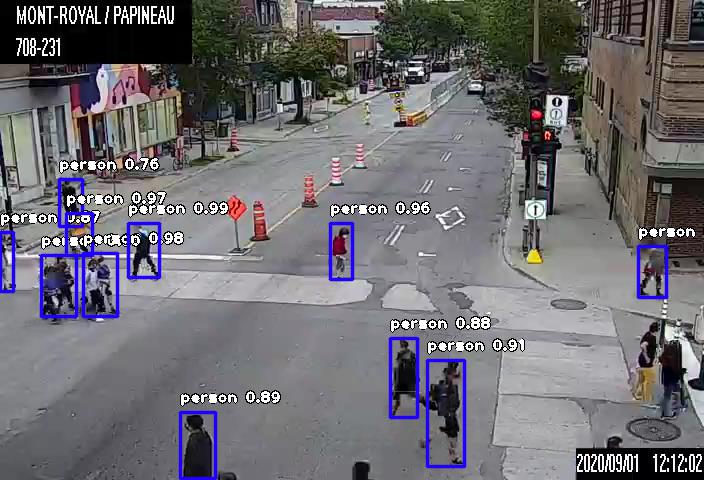 MONT-ROYAL / PAPINEAU
708-231
person 0.76
person 0.97
person 0.99
person 0.96
person
person 0.98
person 0.88
person 0.91
person 0.89
2020/09/01 12:12:02